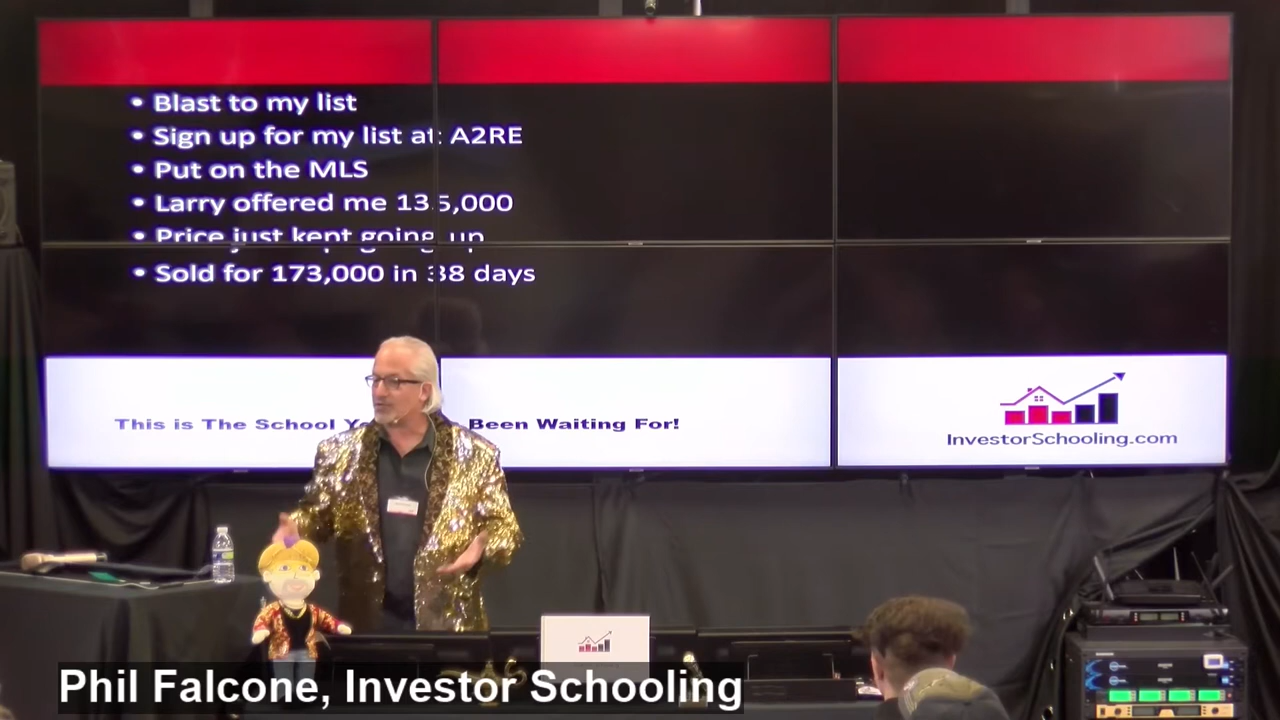 • Blast to my list
• Sign up for my list at A2RE
• Put on the MLS
• Larry offered me 135,000
• Price just kept going up
• Sold for 173,000 in 38 days
This is The School Been Waiting For!
InvestorSchooling.com
Phil Falcone, Investor Schooling